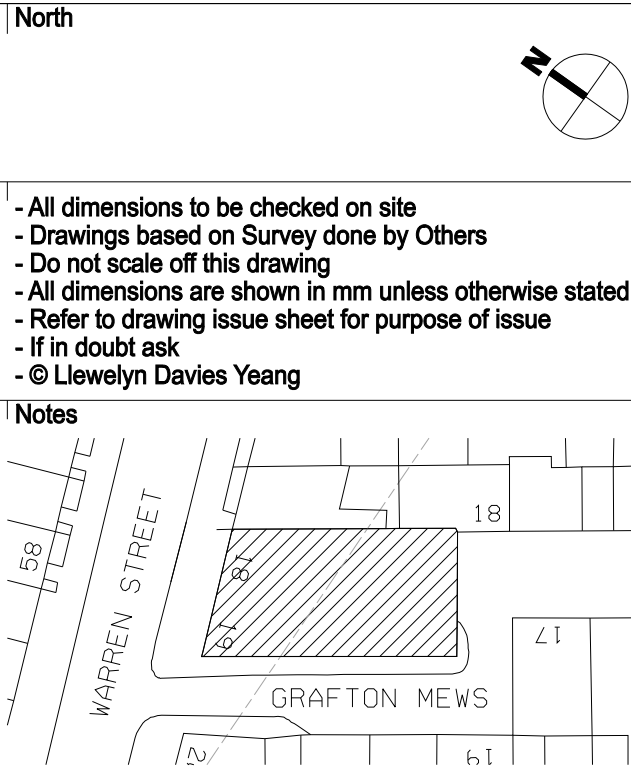 North
N
- All dimensions to be checked on site
- Drawings based on Survey done by Others
- Do not scale off this drawing
- All dimensions are shown in mm unless otherwise stated
- Refer to drawing issue sheet for purpose of issue
- If in doubt ask
- © Llewelyn Davies Yeang
Notes
WARREN STREET
58
18
18
19
17
GRAFTON MEWS
19